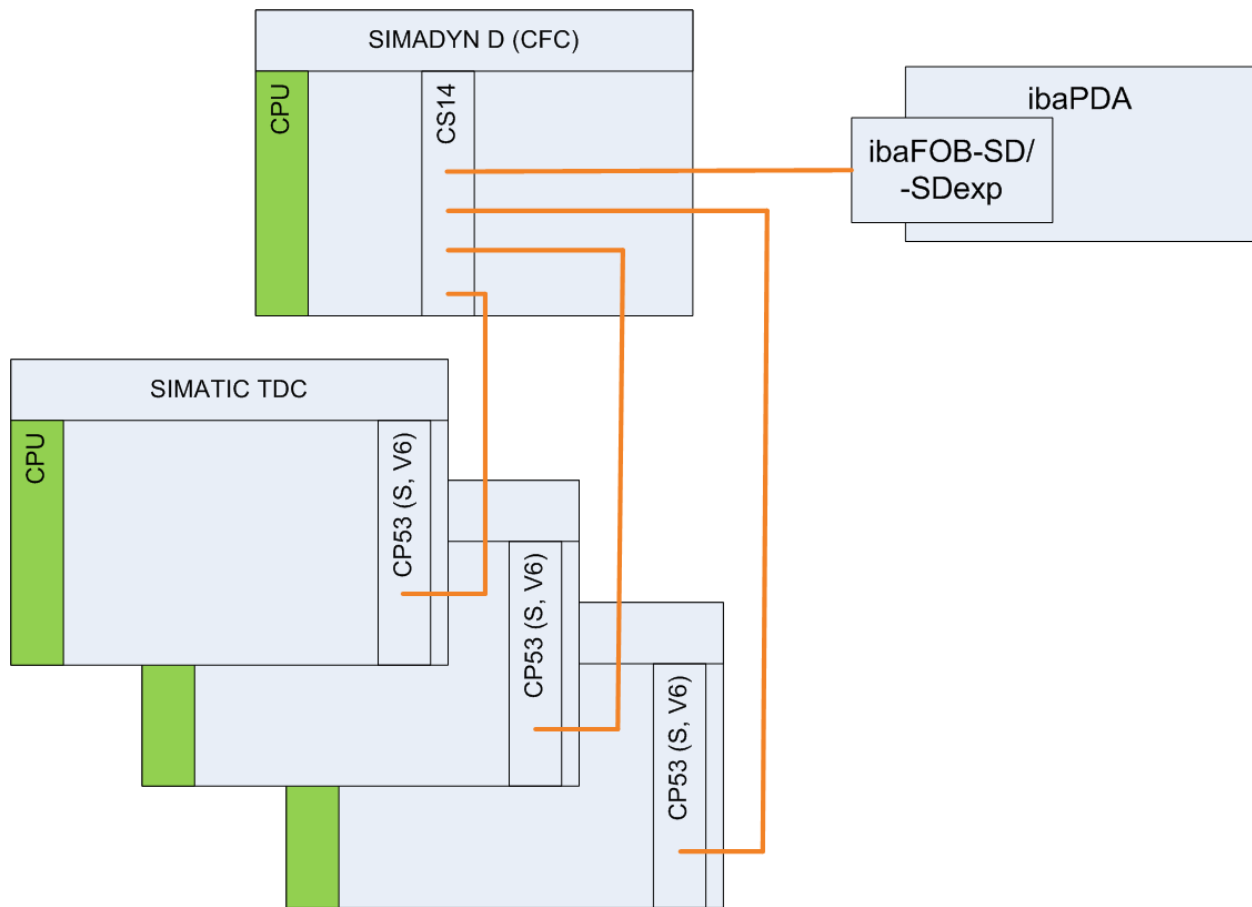 SIMADYN D (CFC)
CPU
CS14
ibaPDA
ibaFOB-SD/
-SDexp
SIMATIC TDC
CPU
CP53 (S, V6)
CP53 (S, V6)
CP53 (S, V6)